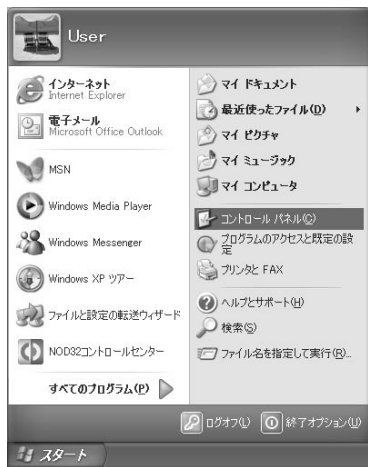 User
インターネット
Internet Explorer
電子メール
Microsoft Office Outlook
MSN
Windows Media Player
Windows Messenger
Windows XP ツアー
ファイルと設定の転送ウィザード
NOD32コントロールセンター
すべてのプログラム(P)
マイ ドキュメント
最近使ったファイル(D)
マイ ピクチャ
マイ ミュージック
マイ コンピュータ
コントロール パネル(C)
プログラムのアクセスと既定の設
定
プリンタと FAX
ヘルプとサポート(H)
検索(S)
ファイル名を指定して実行(R)...
ログオフ(L)
終了オプション(U)
スタート